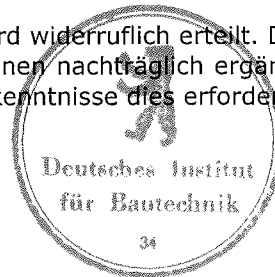 rd widerruflich erteilt. D
nen nachträglich ergän
kenntnisse dies erforder
Deutsches Institut
für Bautechnik
34